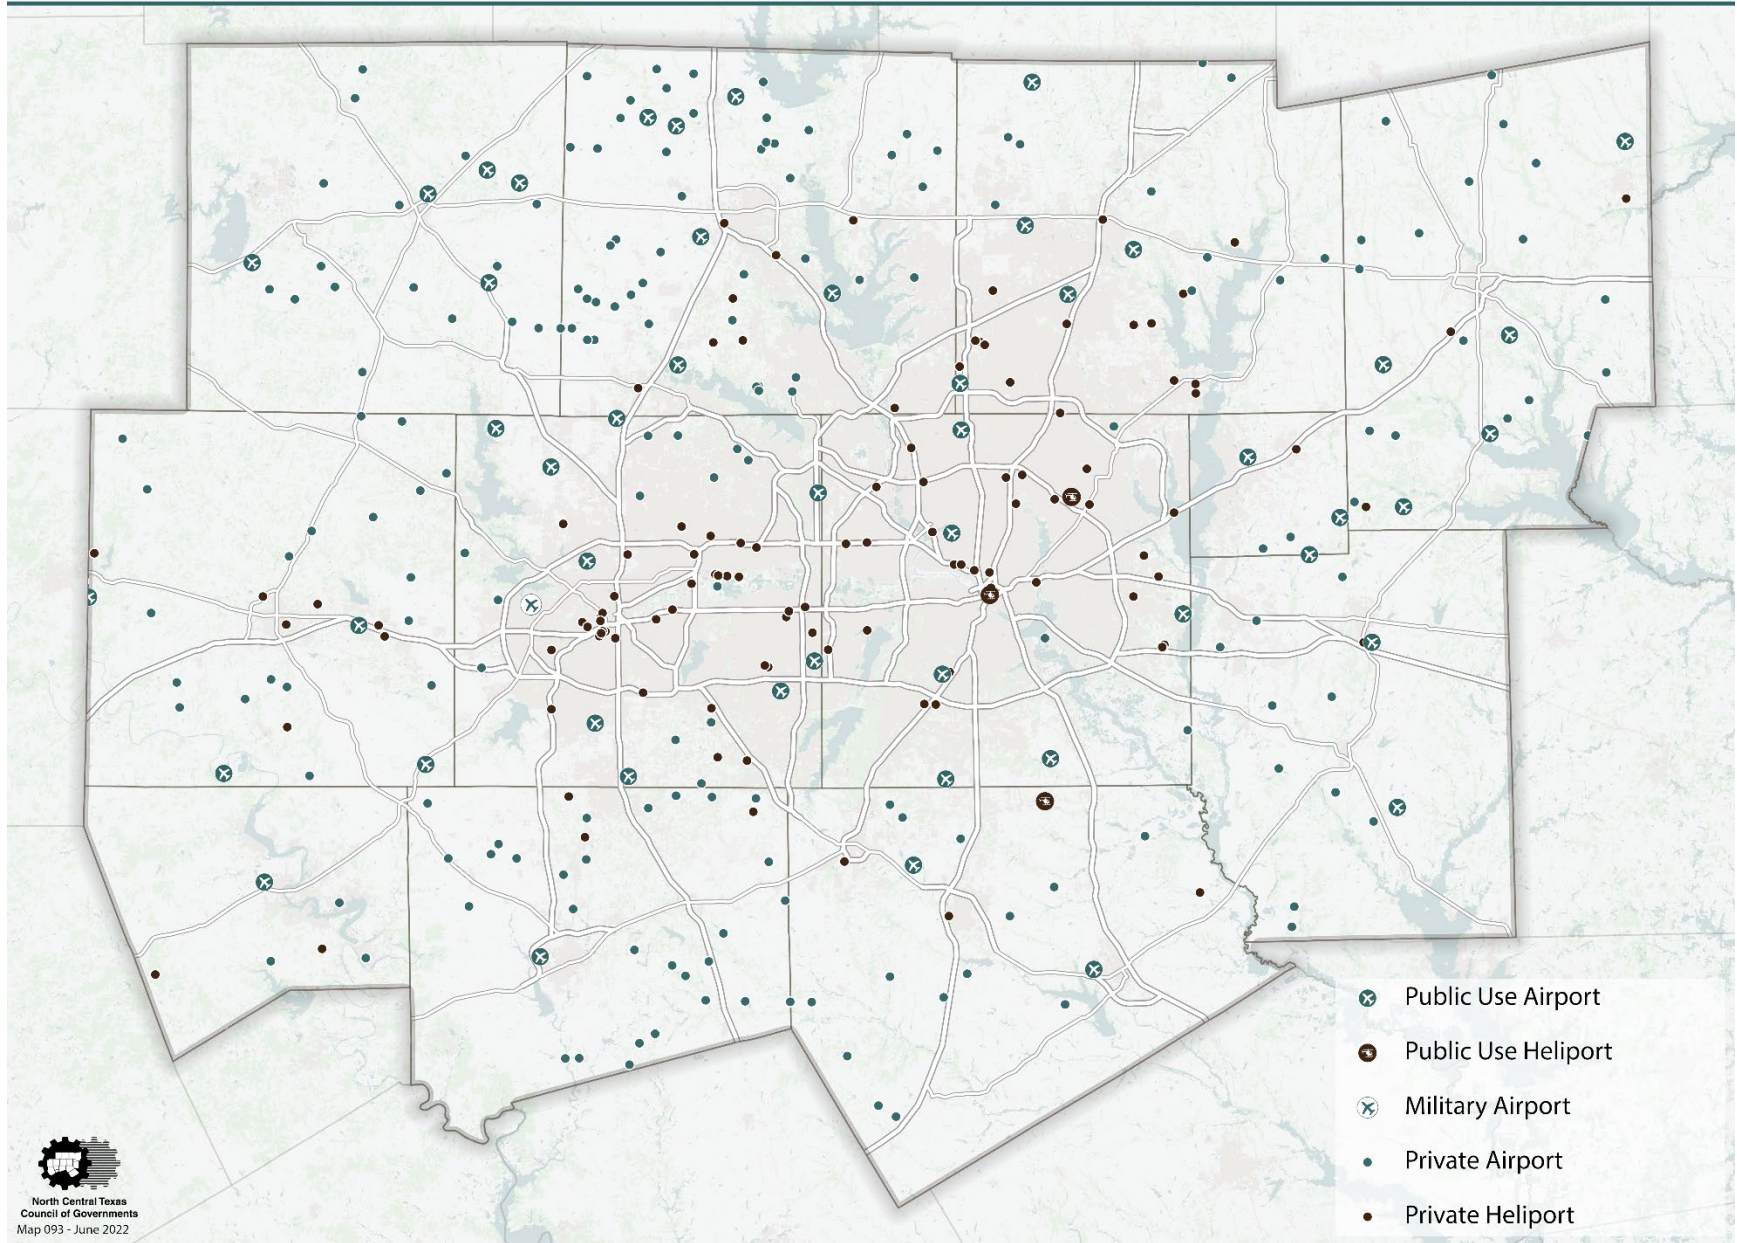 Public Use Airport
Public Use Heliport
Military Airport
Private Airport
Private Heliport
North Central Texas
Council of Governments
Map 093 - June 2022